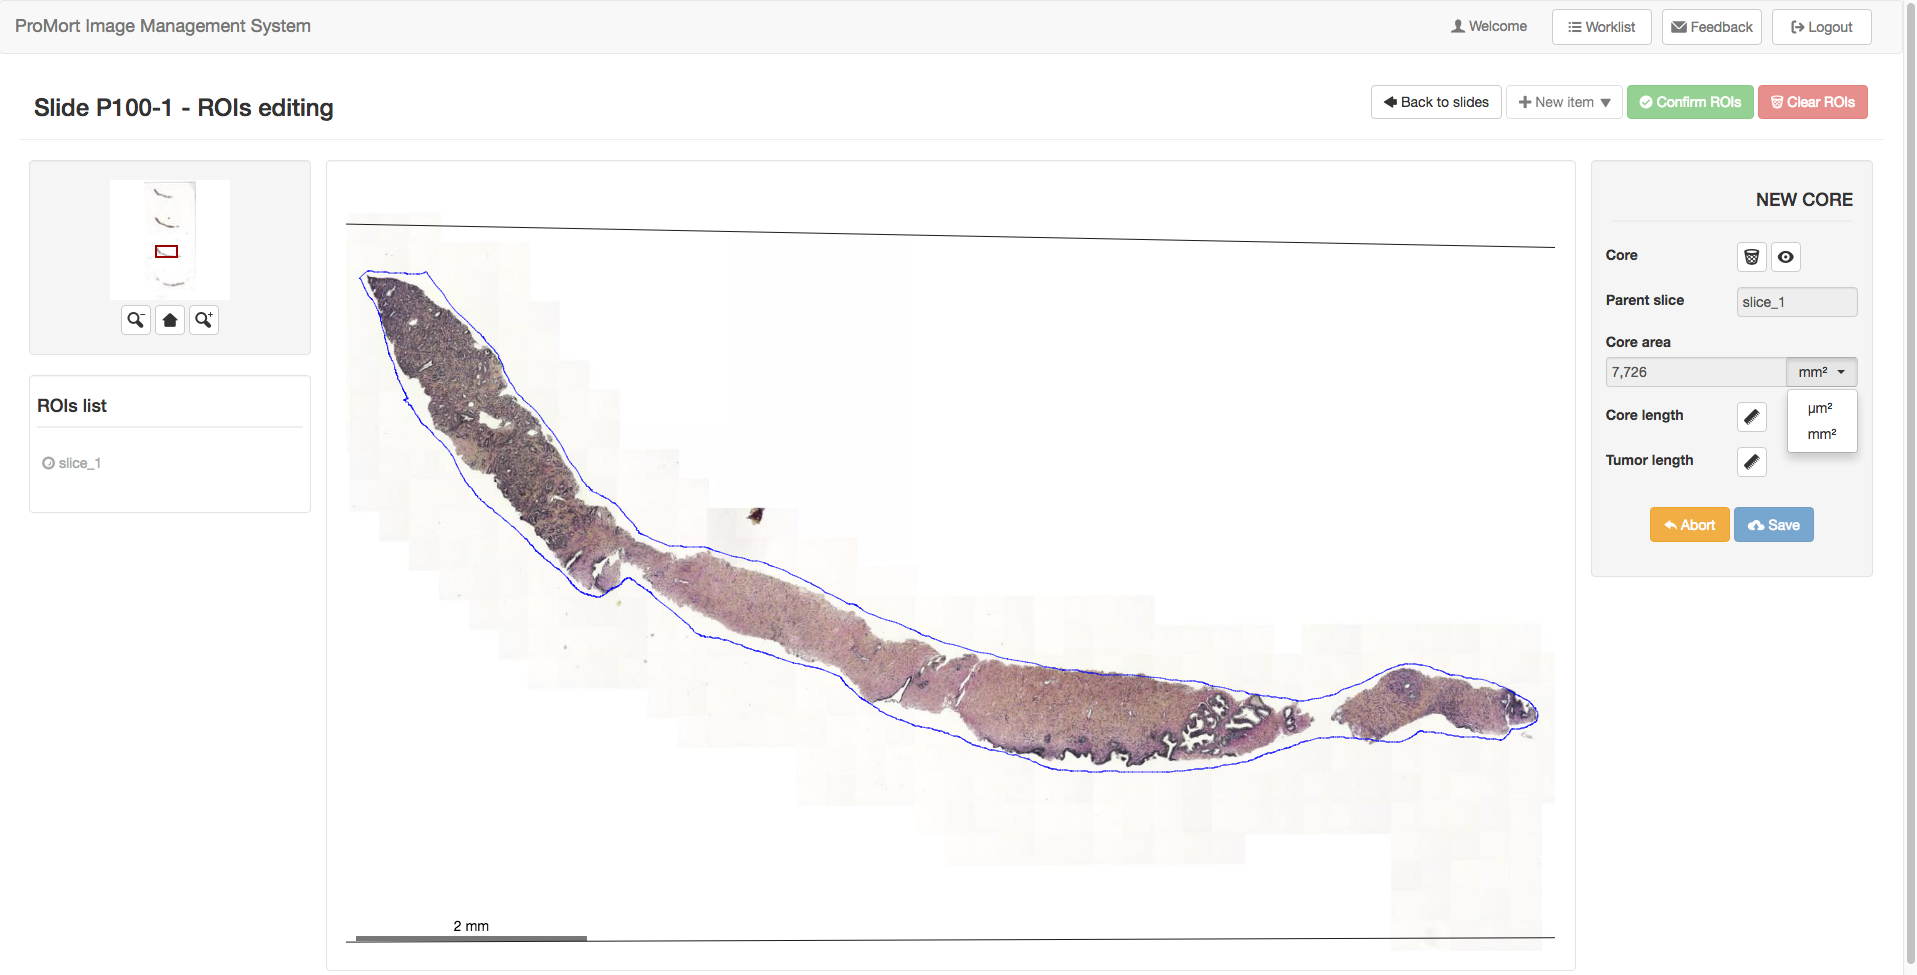 ProMort Image Management System
Welcome
Worklist
Feedback
Logout
Slide P100-1 - ROIs editing
Back to slides
New item
Confirm ROIs
Clear ROIs
ROIs list
slice_1
2 mm
NEW CORE
Core
Parent slice
slice_1
Core area
7,726
mm²
µm²
mm²
Core length
Tumor length
Abort
Save